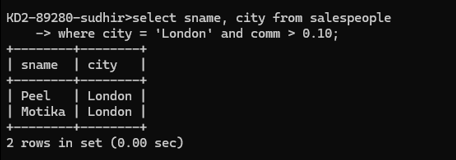 KD2-89280-sudhir>select sname, city from salespeople
    -> where city = 'London' and comm > 0.10;
+--------+--------+
| sname  | city   |
+--------+--------+
| Peel   | London |
| Motika | London |
+--------+--------+
2 rows in set (0.00 sec)